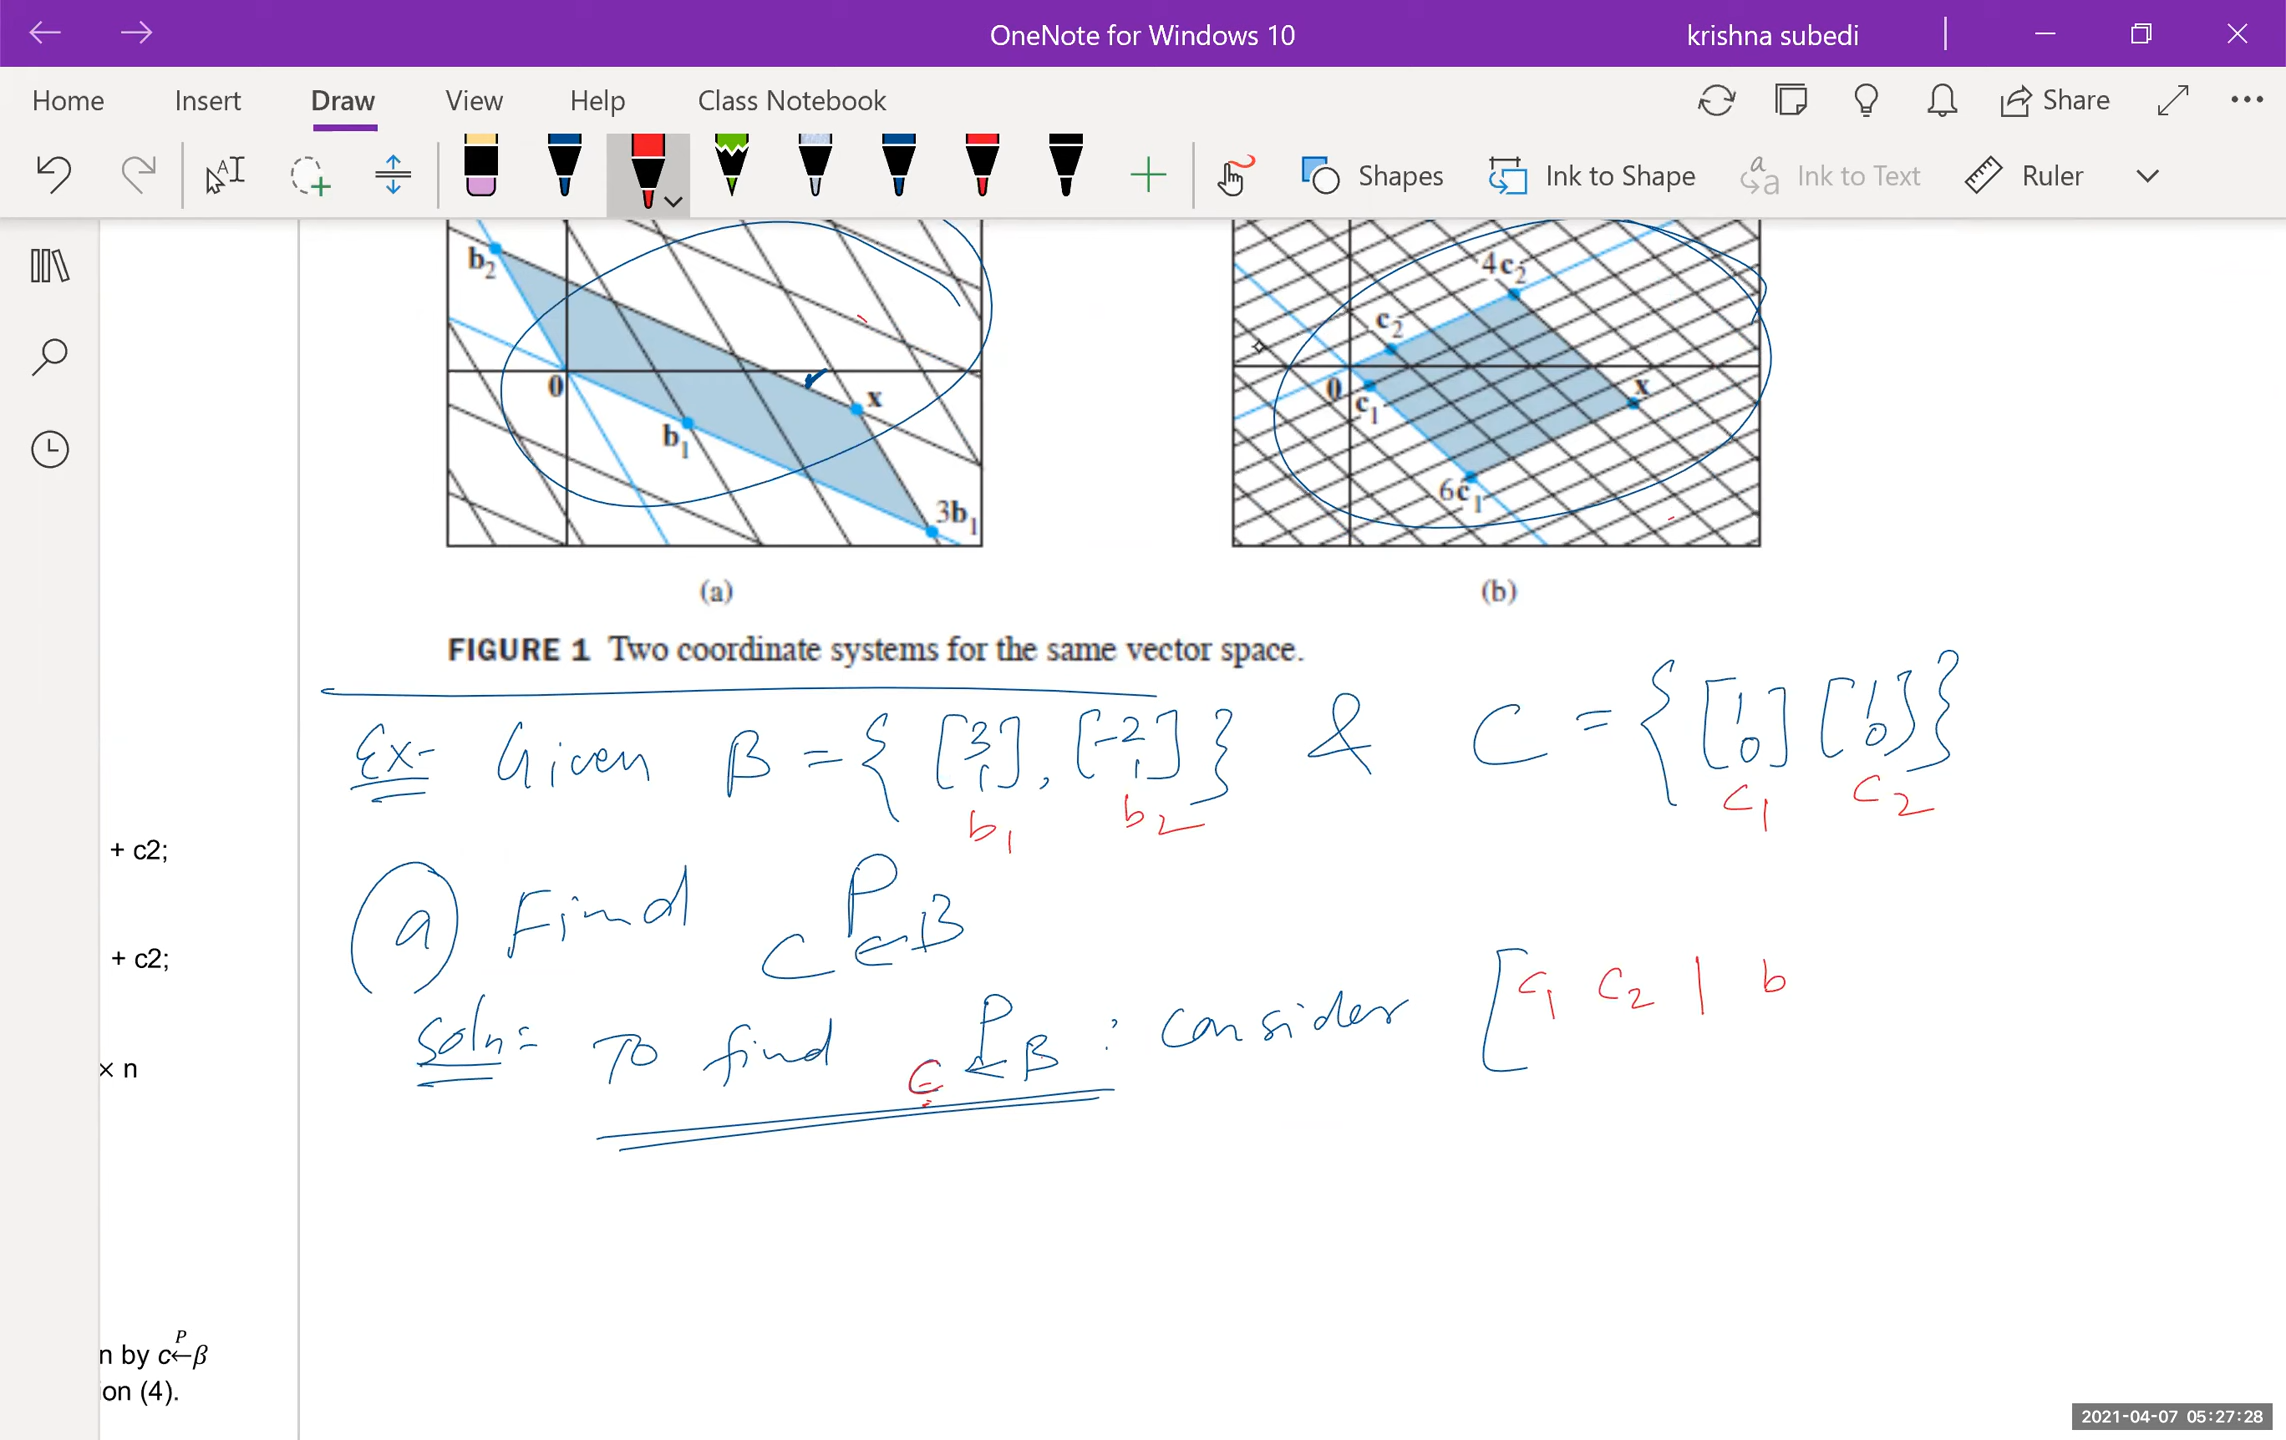 OneNote for Windows 10
krishna subedi
Home Insert Draw View Help Class Notebook
Share
Shapes Ink to Shape Ink to Text Ruler
b2 0 b1 x 3b1
4c2 c2 0 c1 x 6c1
(a) (b)
FIGURE 1 Two coordinate systems for the same vector space.
Ex- Given β = { [3 1], [-2 1] } & C = { [1 0] [1 0] }
b1 b2 c1 c2
+ c2;
(a) Find P C←B
+ c2;
Soln= To find P C←B : consider [ c1 c2 | b
× n
n by P c←β
ion (4).
2021-04-07 05:27:28